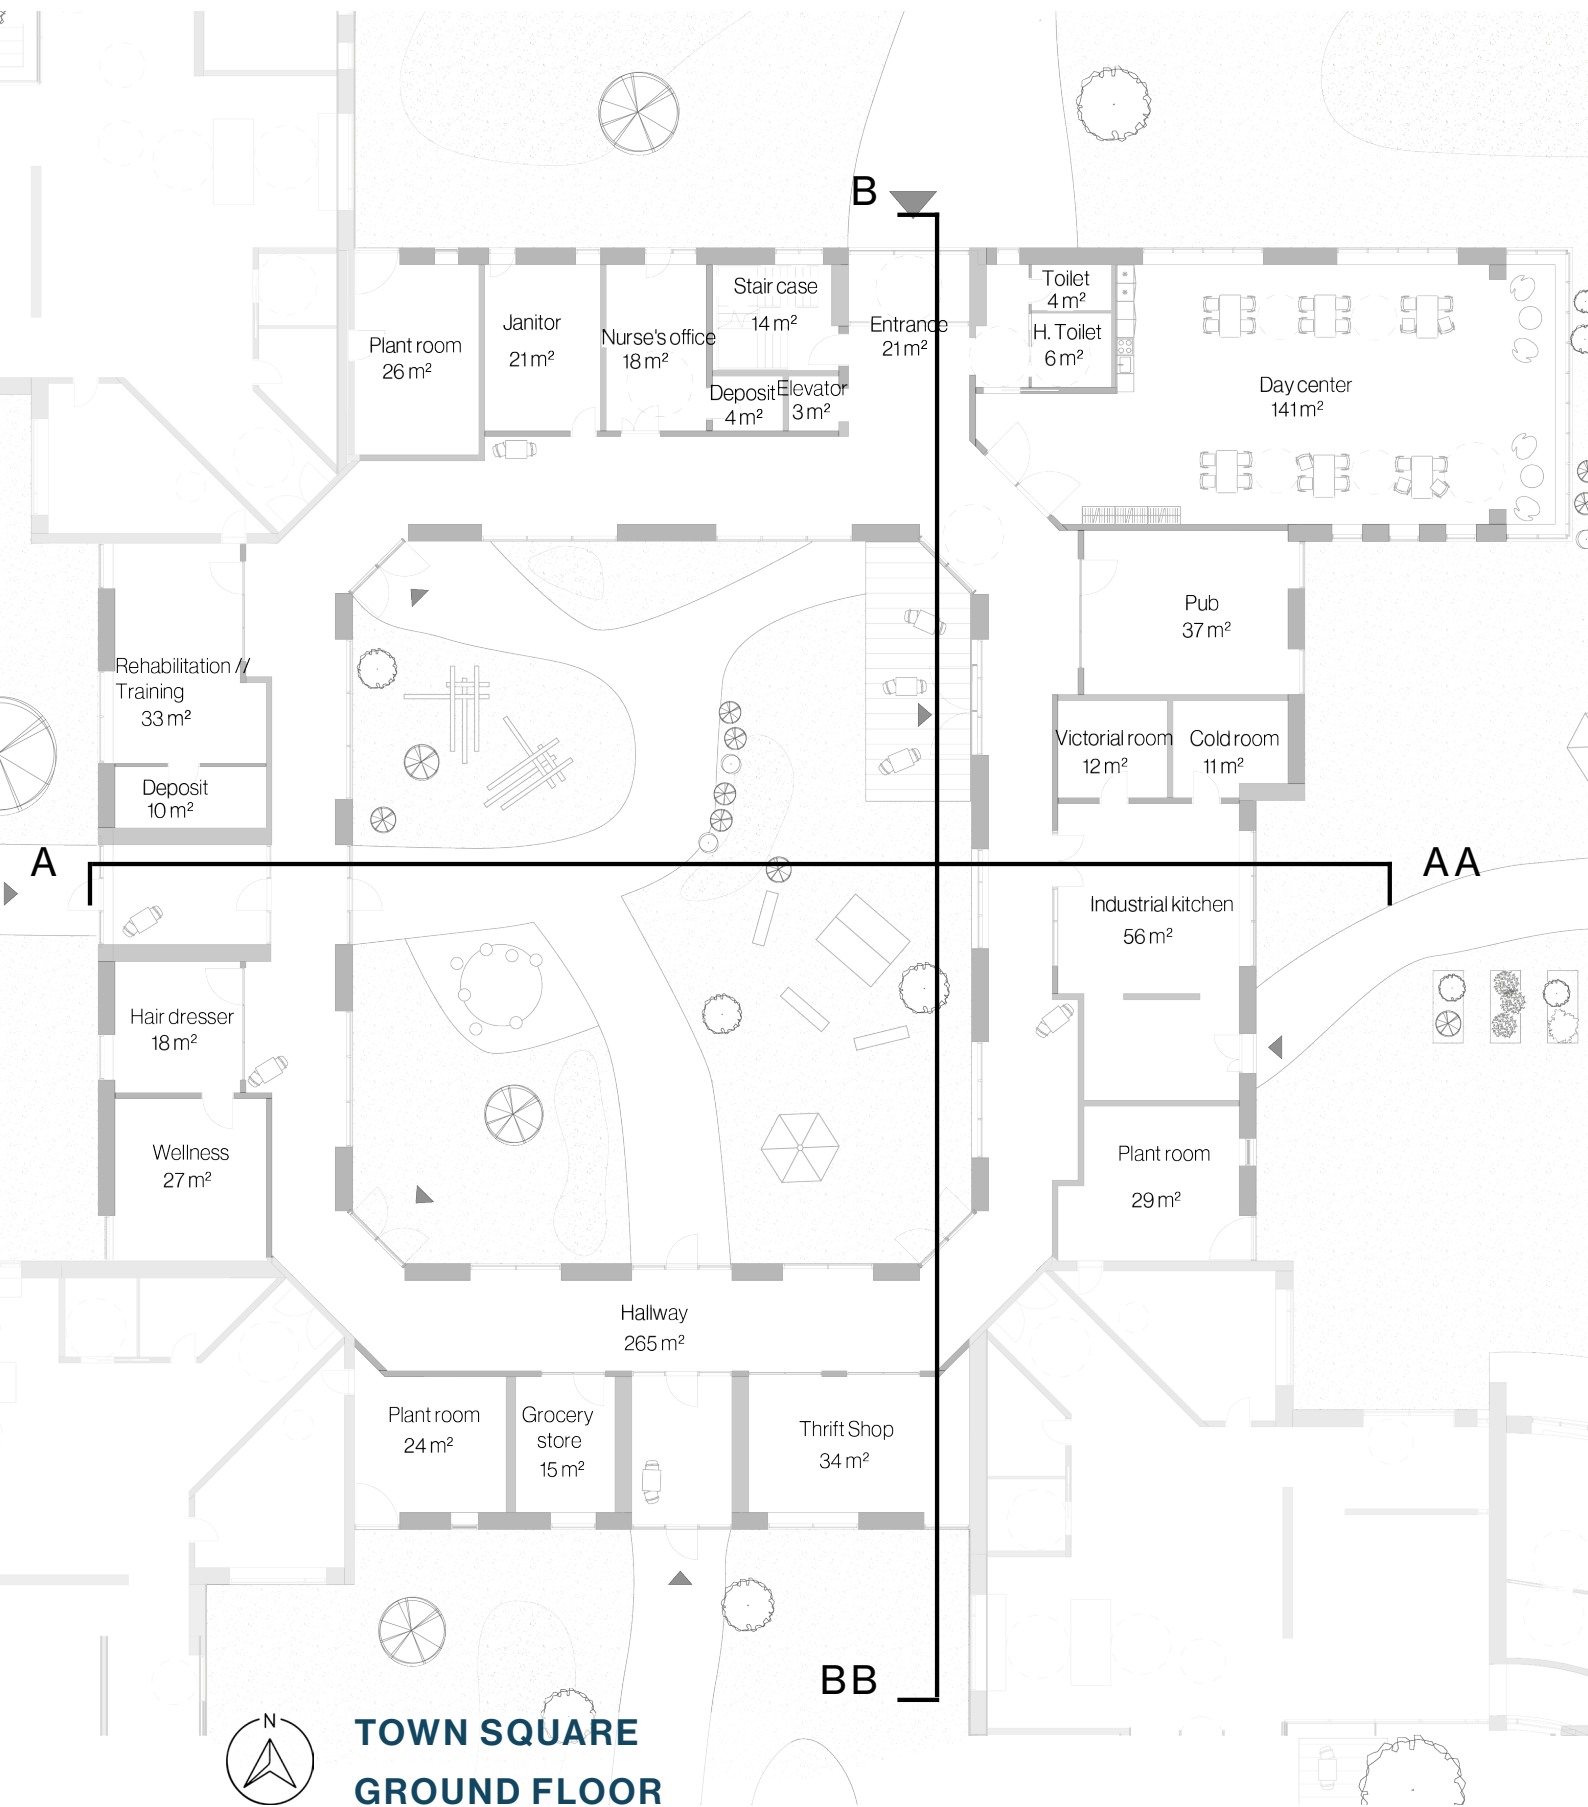 B
Stair case
14 m²
Toilet
4 m²
Janitor
21 m²
Nurse's office
18 m²
Entrance
21 m²
H. Toilet
6 m²
Plant room
26 m²
Deposit
4 m²
Elevator
3 m²
Day center
141 m²
Pub
37 m²
Rehabilitation //
Training
33 m²
Victorial room
12 m²
Cold room
11 m²
Deposit
10 m²
A
AA
Industrial kitchen
56 m²
Hair dresser
18 m²
Wellness
27 m²
Plant room
29 m²
Hallway
265 m²
Plant room
24 m²
Grocery
store
15 m²
Thrift Shop
34 m²
BB
N
TOWN SQUARE
GROUND FLOOR